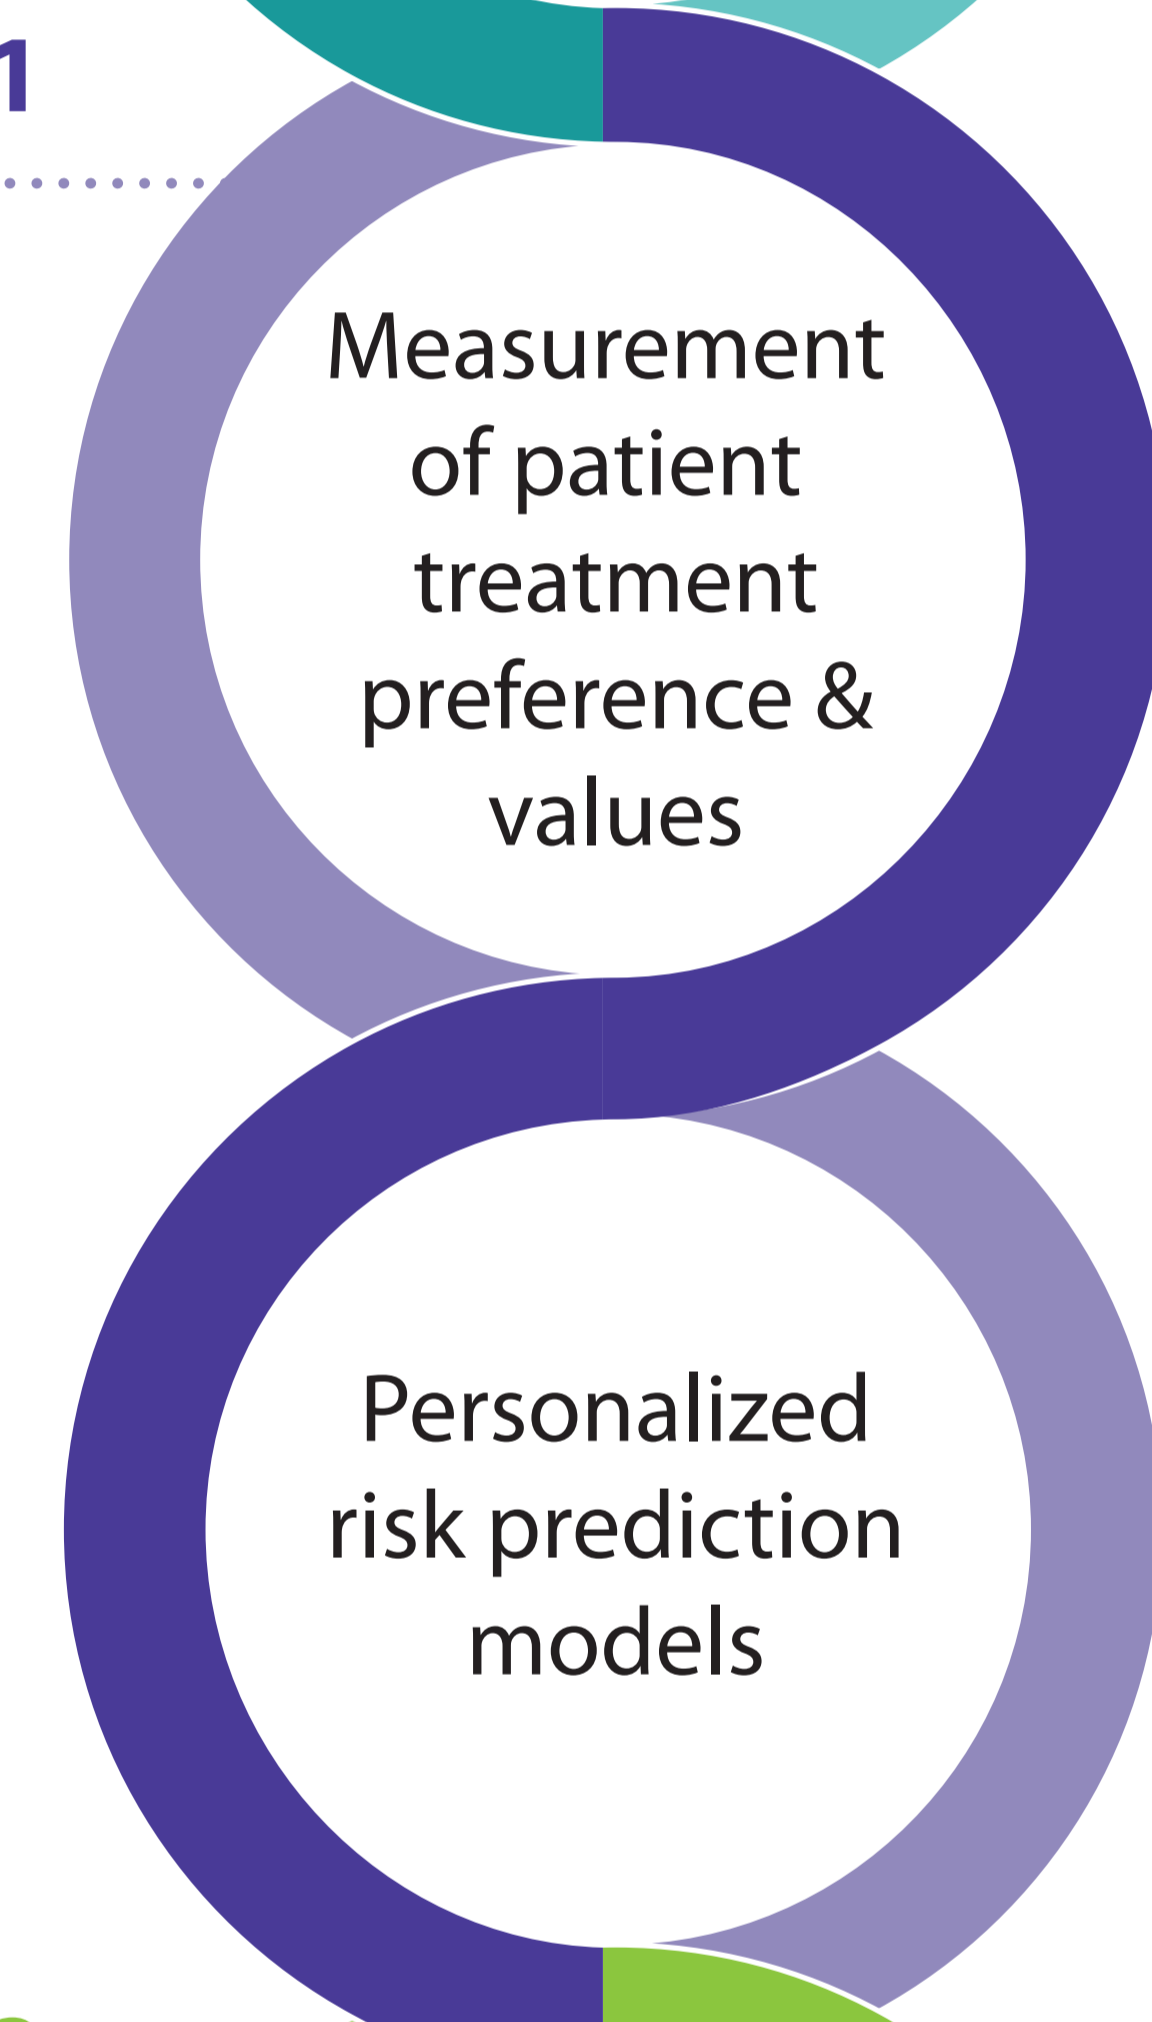 1
Measurement
of patient
treatment
preference &
values
Personalized
risk prediction
models